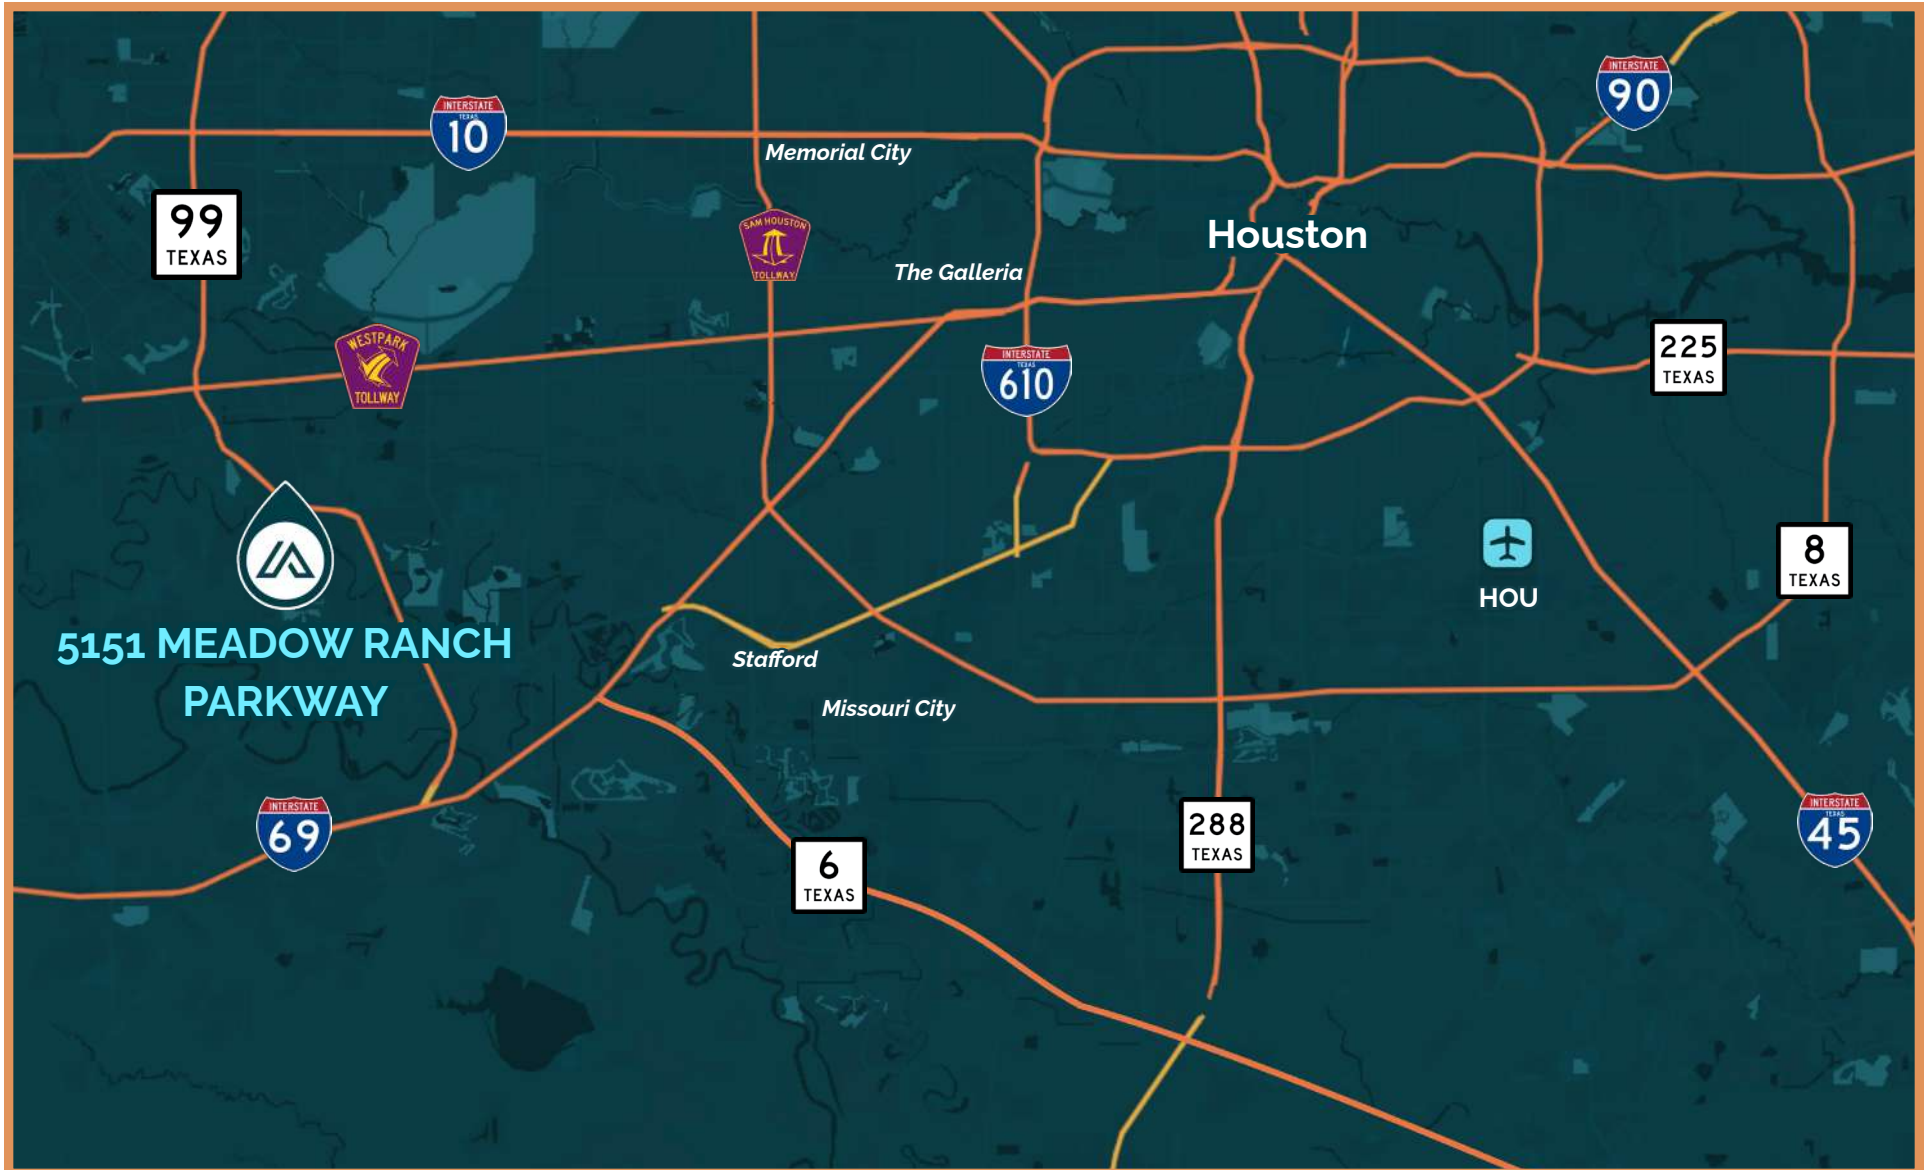 INTERSTATE
90
INTERSTATE
TEXAS
10
Memorial City
99
TEXAS
SAM HOUSTON
TOLLWAY
Houston
The Galleria
WESTPARK
TOLLWAY
225
TEXAS
INTERSTATE
TEXAS
610
8
TEXAS
HOU
5151 MEADOW RANCH
PARKWAY
Stafford
Missouri City
INTERSTATE
69
INTERSTATE
TEXAS
45
288
TEXAS
6
TEXAS